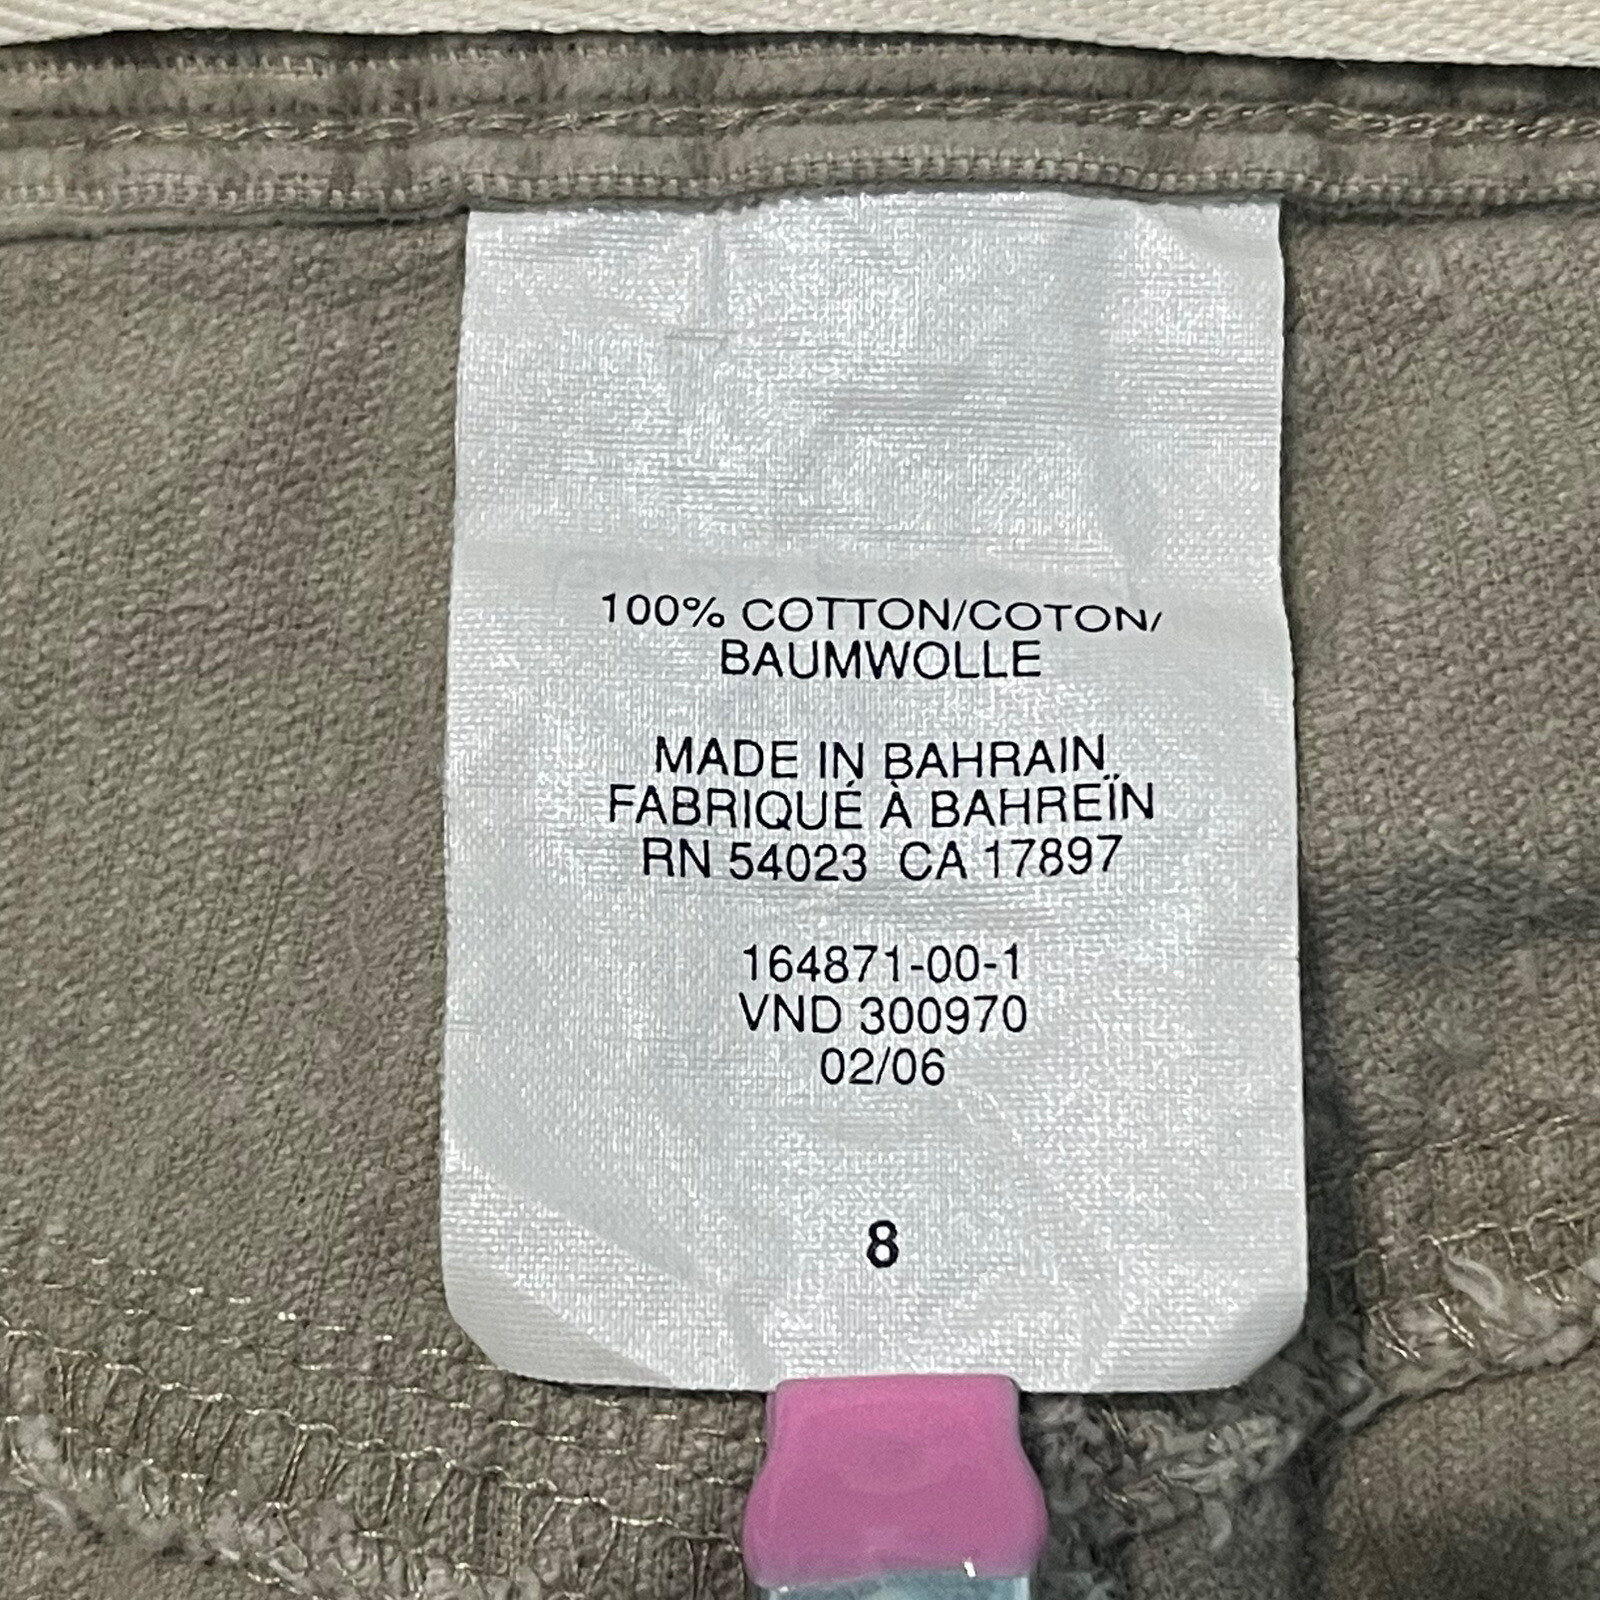 100% COTTON/COTON/
BAUMWOLLE
MADE IN BAHRAIN
FABRIQUÉ À BAHREÏN
RN 54023 CA 17897
164871-00-1
VND 300970
02/06
8